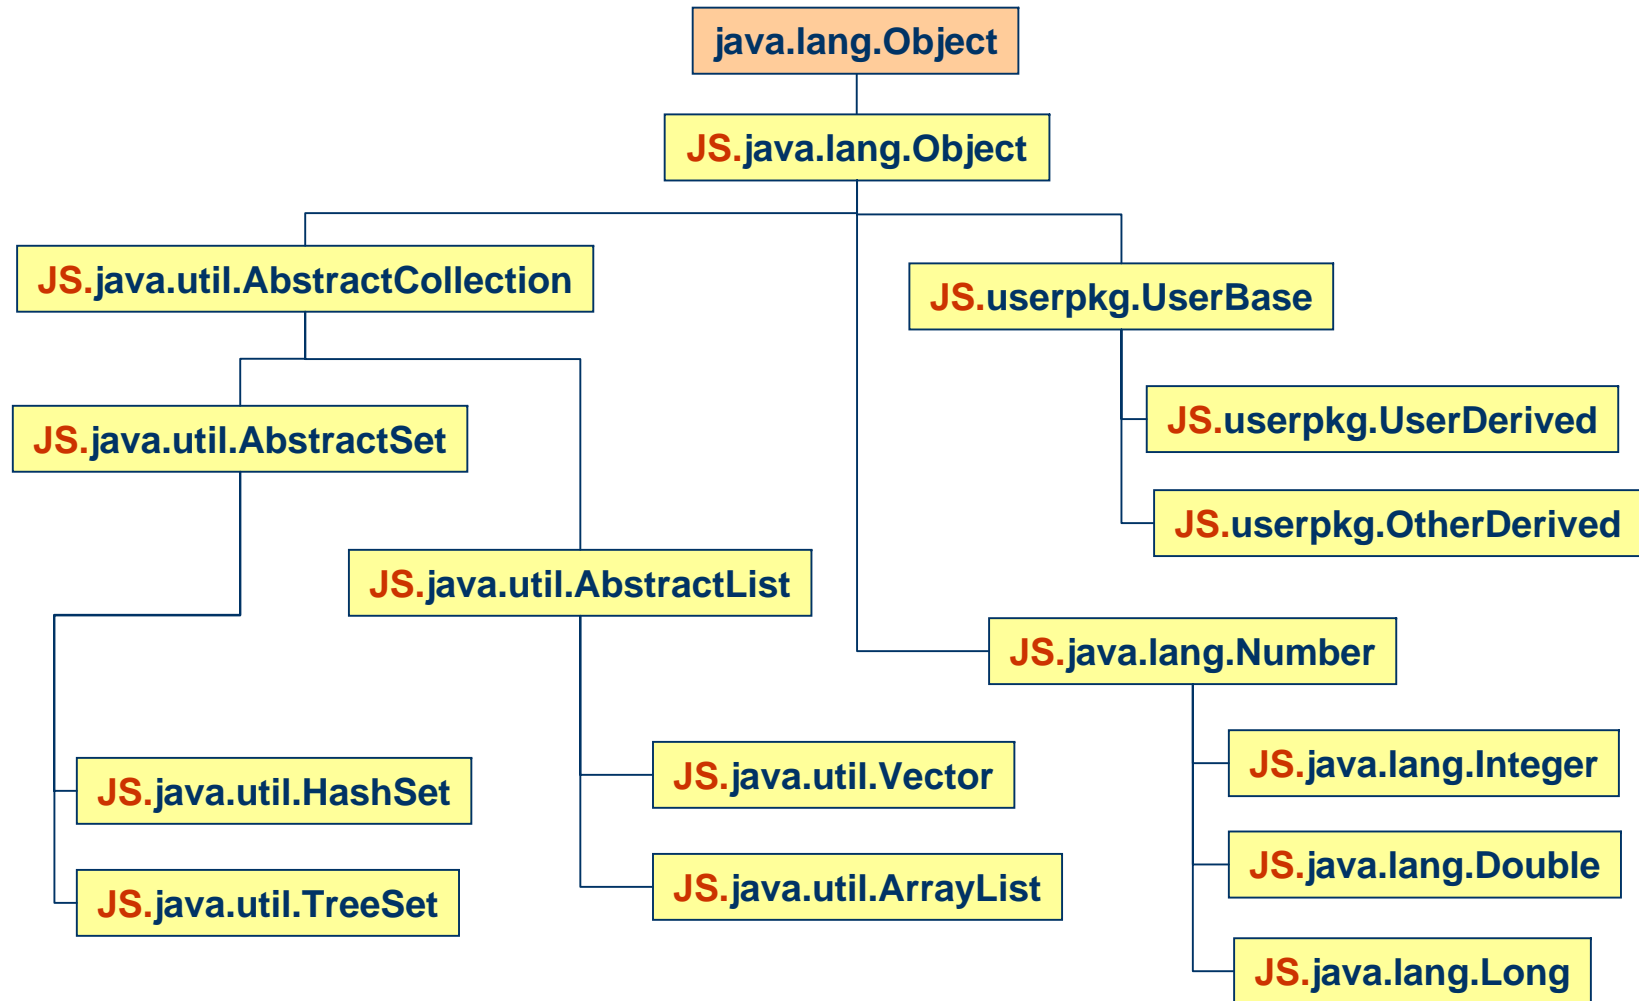 java.lang.Object
JS.java.lang.Object
JS.java.util.AbstractCollection
JS.userpkg.UserBase
JS.userpkg.UserDerived
JS.java.util.AbstractSet
JS.userpkg.OtherDerived
JS.java.util.AbstractList
JS.java.lang.Number
JS.java.util.Vector
JS.java.lang.Integer
JS.java.util.HashSet
JS.java.lang.Double
JS.java.util.ArrayList
JS.java.util.TreeSet
JS.java.lang.Long